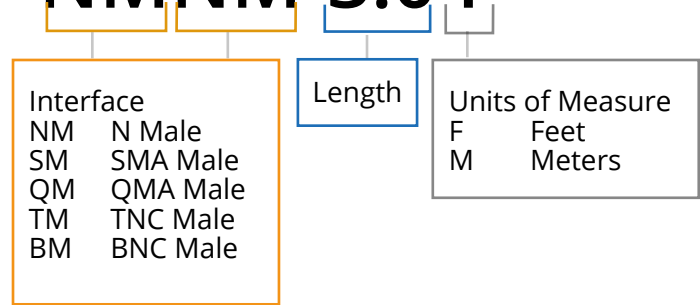 Interface
NM N Male
SM SMA Male
QM QMA Male
TM TNC Male
BM BNC Male
Length
Units of Measure
F Feet
M Meters